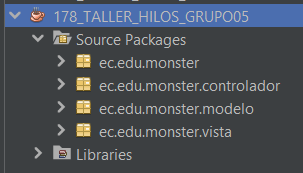 178_TALLER_HILOS_GRUPO05
Source Packages
ec.edu.monster
ec.edu.monster.controlador
ec.edu.monster.modelo
ec.edu.monster.vista
Libraries